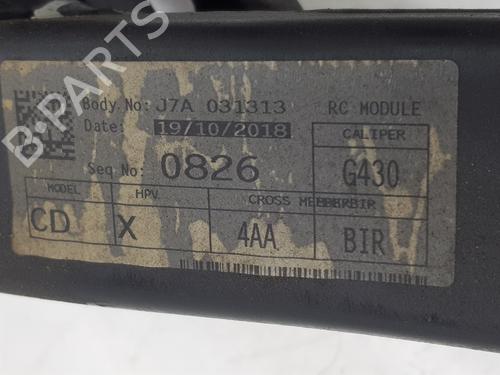 Body No: J7A 031313 RC MODULE
Date: 19/10/2018 CALIPER
Seq No: 0826 G430
MODEL HPV CROSS
CD X 4AA BIR
B-PARTS